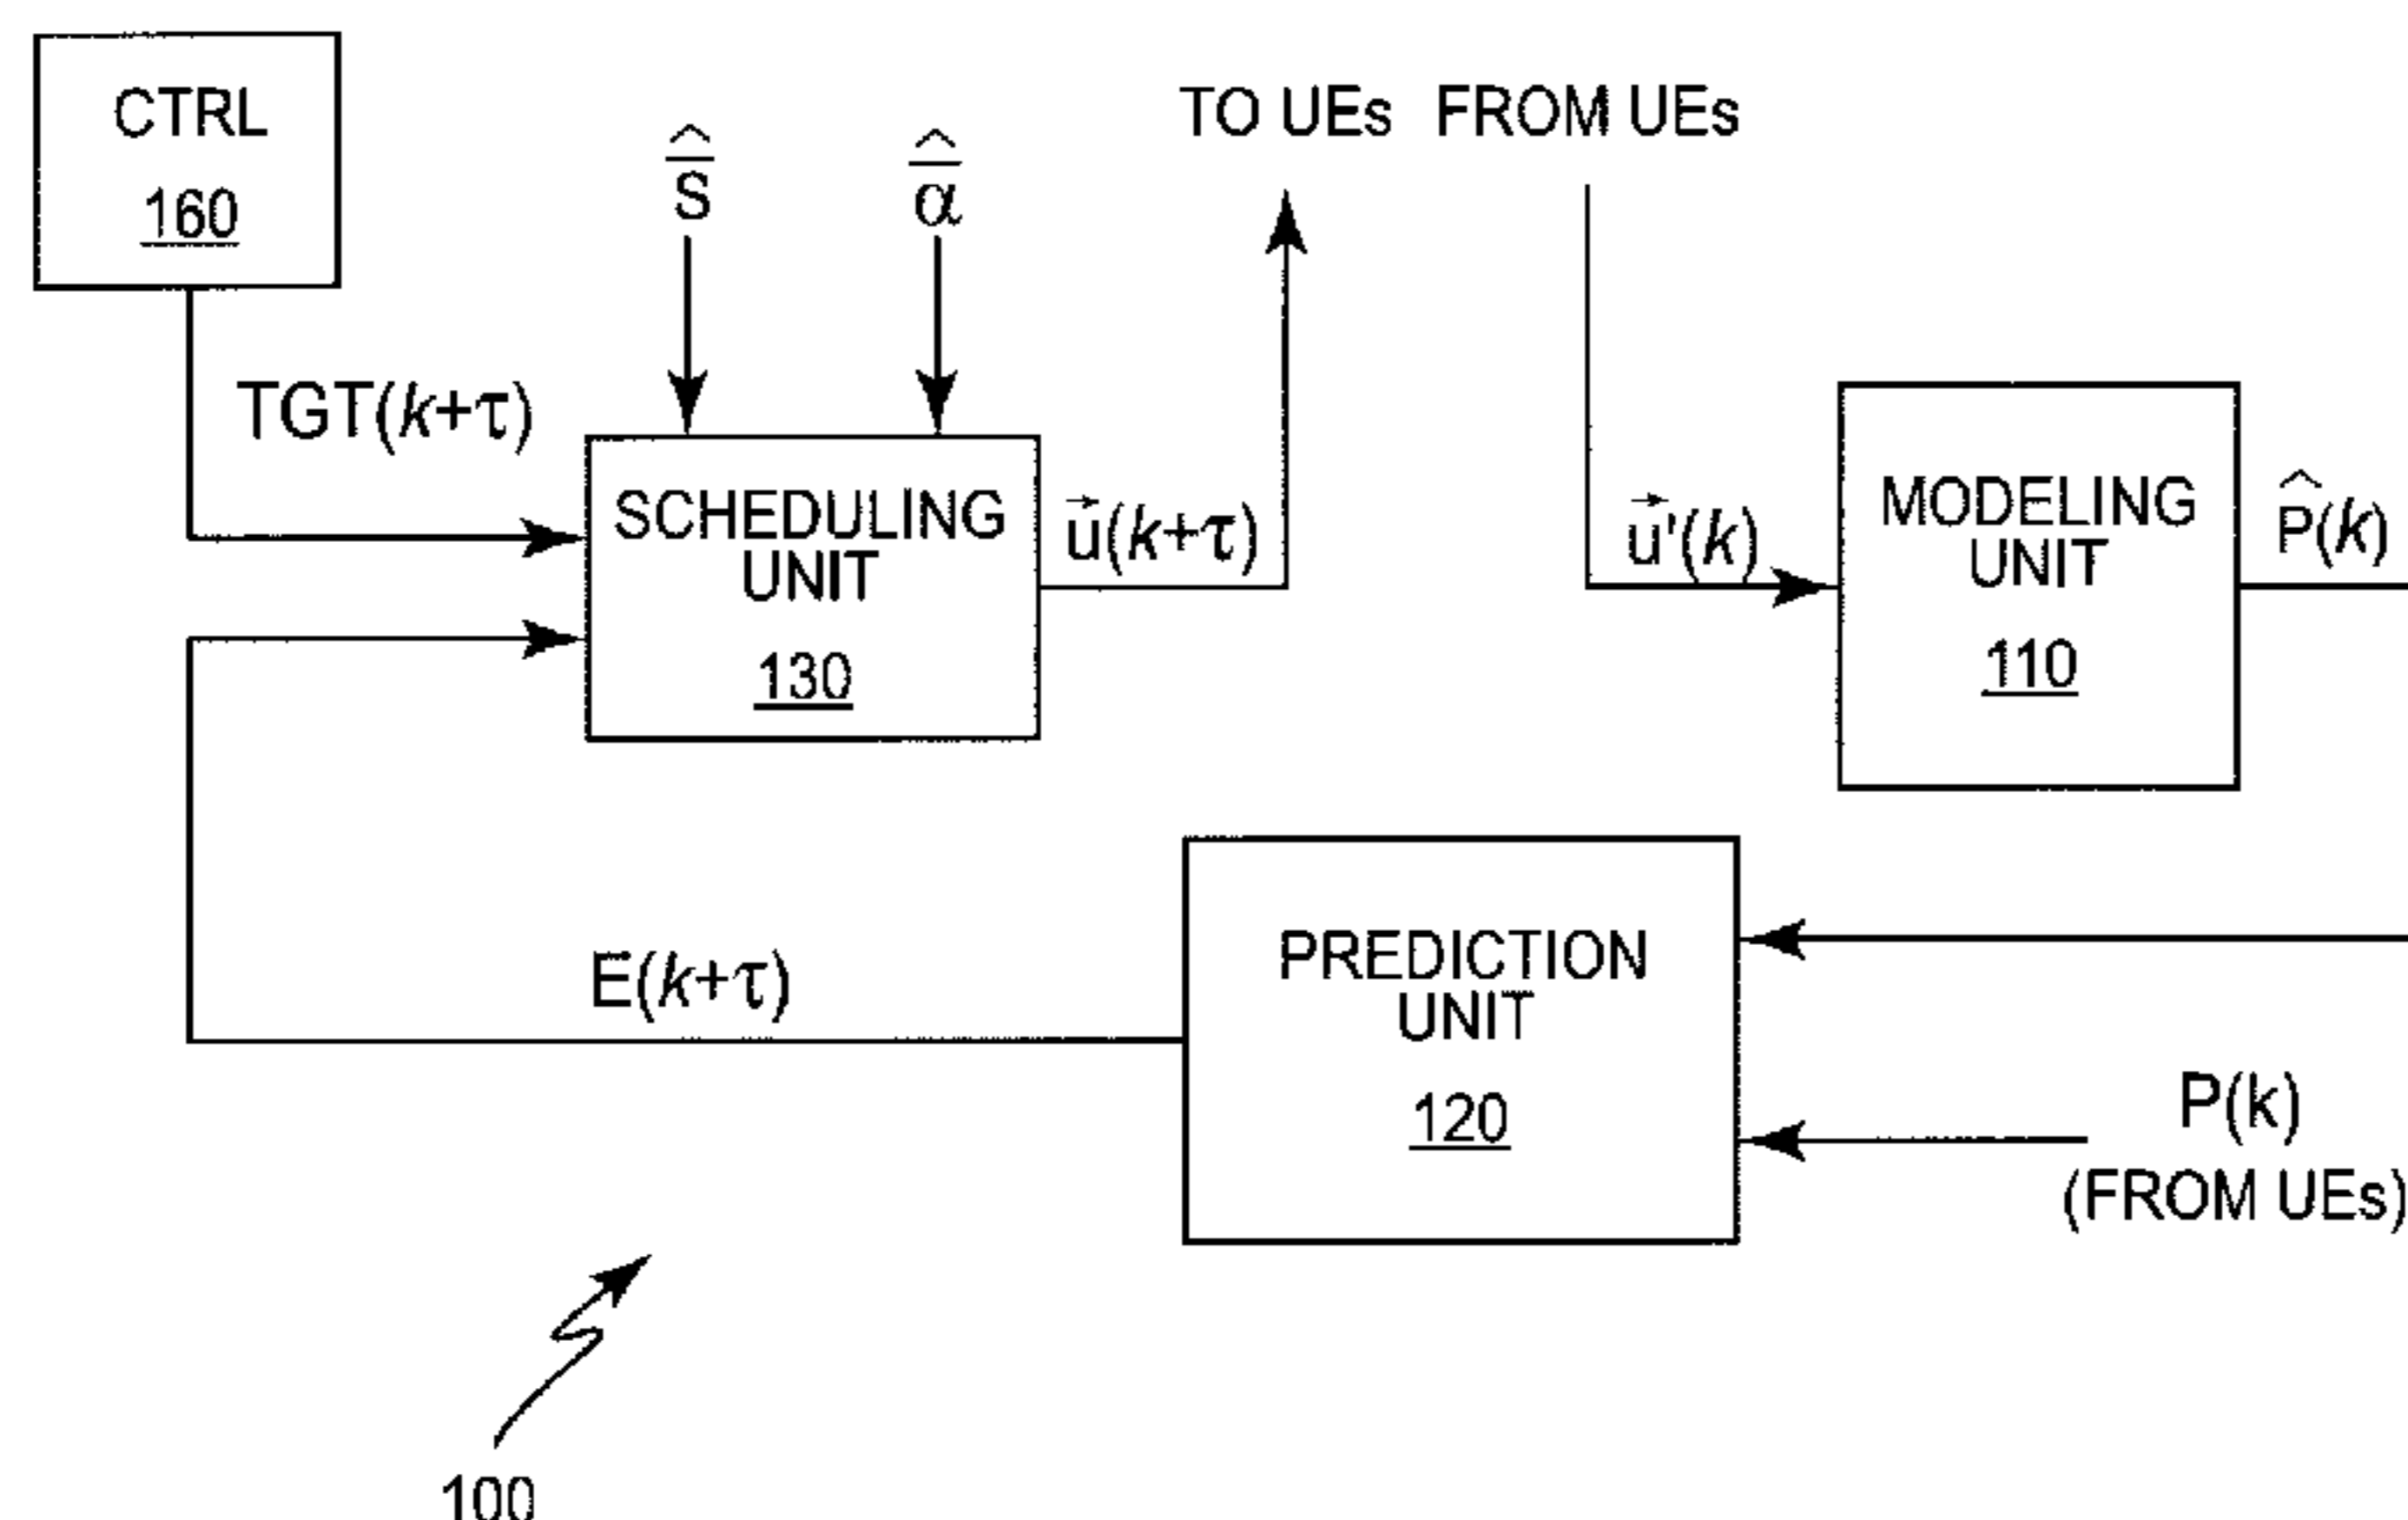 CTRL
160
TO UEs FROM UEs
Ŝ̅
α̂̅
TGT(k+τ)
SCHEDULING
UNIT
130
u⃗(k+τ)
u⃗'(k)
MODELING
UNIT
110
P̂(k)
E(k+τ)
PREDICTION
UNIT
120
P(k)
(FROM UEs)
100